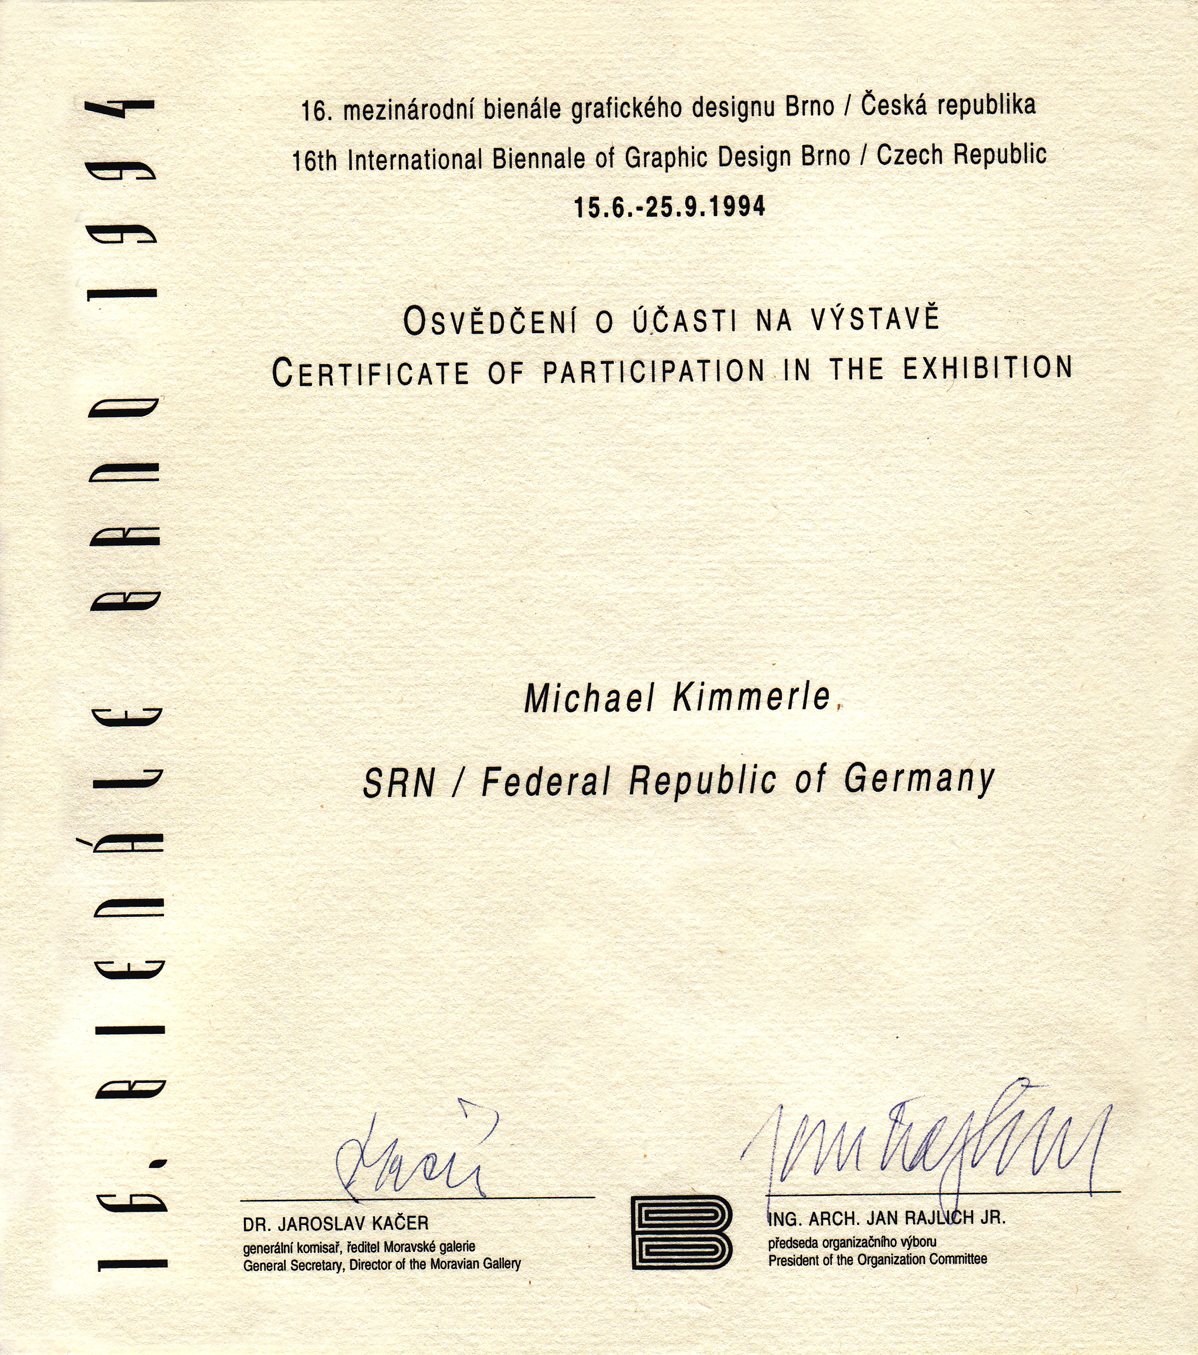 16. BIENÁLE BRNO 1994
16. mezinárodní bienále grafického designu Brno / Česká republika
16th International Biennale of Graphic Design Brno / Czech Republic
15.6.-25.9.1994
OSVĚDČENÍ O ÚČASTI NA VÝSTAVĚ
CERTIFICATE OF PARTICIPATION IN THE EXHIBITION
Michael Kimmerle
SRN / Federal Republic of Germany
DR. JAROSLAV KAČER
generální komisař, ředitel Moravské galerie
General Secretary, Director of the Moravian Gallery
B
ING. ARCH. JAN RAJLICH JR.
předseda organizačního výboru
President of the Organization Committee